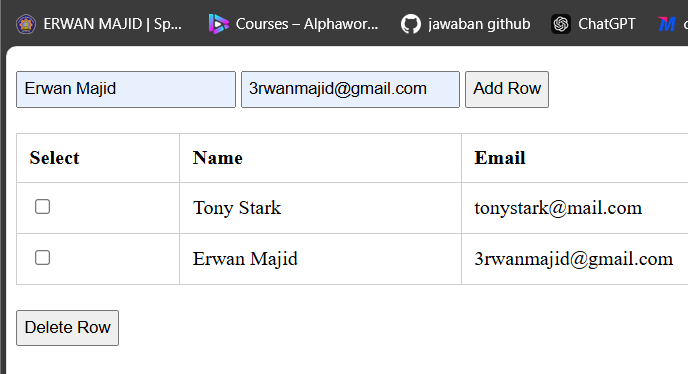 ERWAN MAJID | Sp... Courses – Alphawor... jawaban github ChatGPT
Erwan Majid 3rwanmajid@gmail.com Add Row
Select Name Email
Tony Stark tonystark@mail.com
Erwan Majid 3rwanmajid@gmail.com
Delete Row